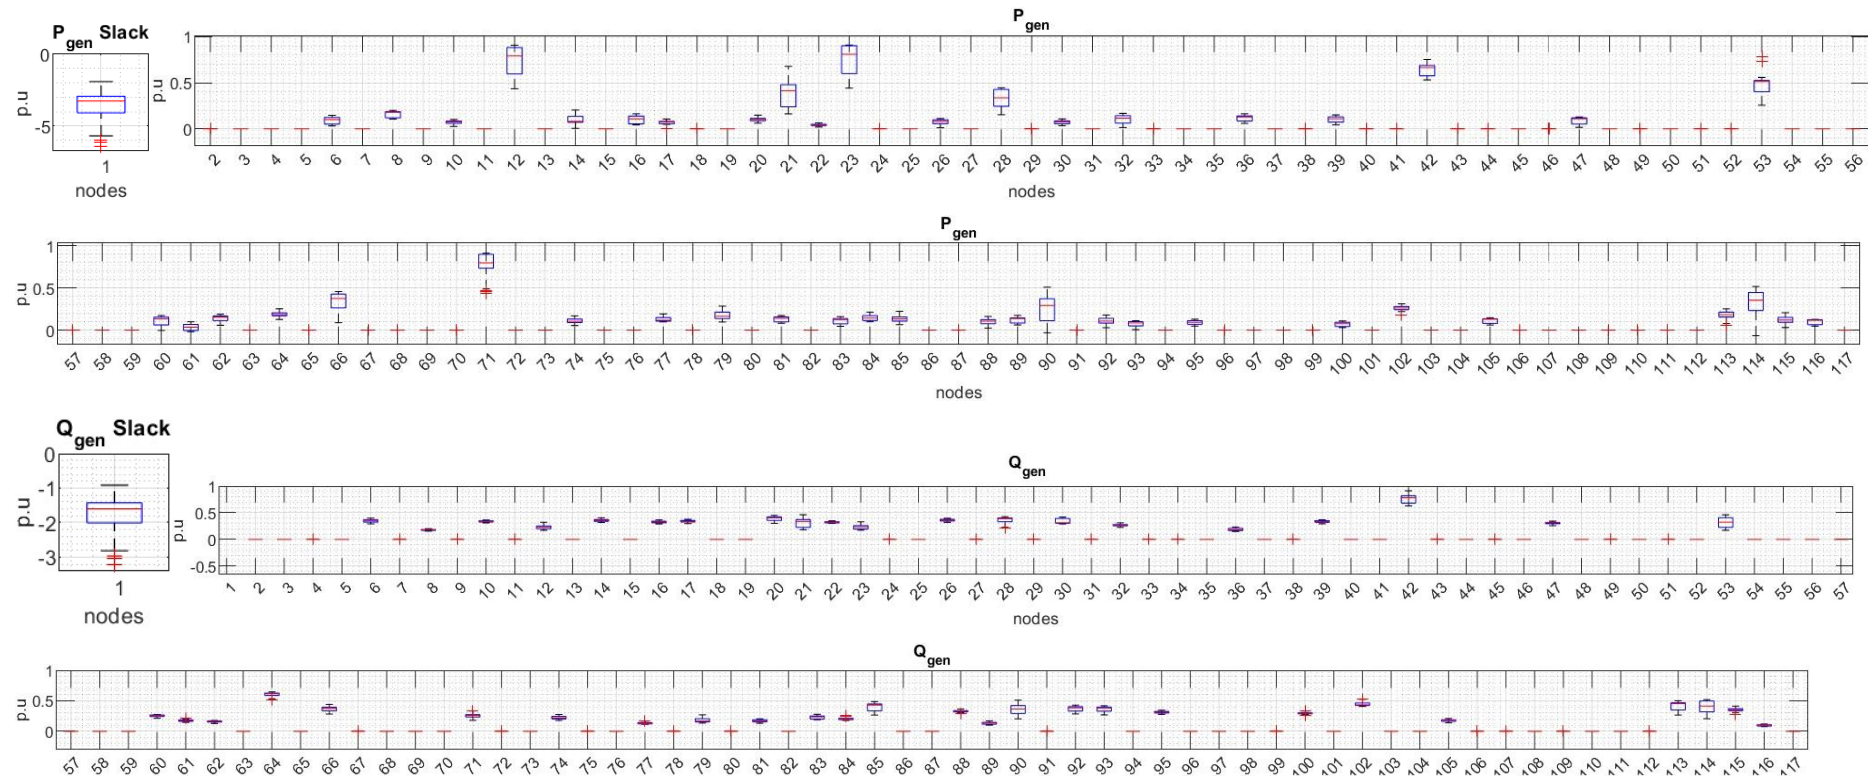 P_gen Slack
0
-5
p.u
1
nodes
P_gen
1
0.5
0
p.u
2 3 4 5 6 7 8 9 10 11 12 13 14 15 16 17 18 19 20 21 22 23 24 25 26 27 28 29 30 31 32 33 34 35 36 37 38 39 40 41 42 43 44 45 46 47 48 49 50 51 52 53 54 55 56
nodes
P_gen
1
0.5
0
p.u
57 58 59 60 61 62 63 64 65 66 67 68 69 70 71 72 73 74 75 76 77 78 79 80 81 82 83 84 85 86 87 88 89 90 91 92 93 94 95 96 97 98 99 100 101 102 103 104 105 106 107 108 109 110 111 112 113 114 115 116 117
nodes
Q_gen Slack
0
-1
-2
-3
p.u
1
nodes
Q_gen
1
0.5
0
-0.5
p.u
1 2 3 4 5 6 7 8 9 10 11 12 13 14 15 16 17 18 19 20 21 22 23 24 25 26 27 28 29 30 31 32 33 34 35 36 37 38 39 40 41 42 43 44 45 46 47 48 49 50 51 52 53 54 55 56 57
nodes
Q_gen
1
0.5
0
p.u
57 58 59 60 61 62 63 64 65 66 67 68 69 70 71 72 73 74 75 76 77 78 79 80 81 82 83 84 85 86 87 88 89 90 91 92 93 94 95 96 97 98 99 100 101 102 103 104 105 106 107 108 109 110 111 112 113 114 115 116 117